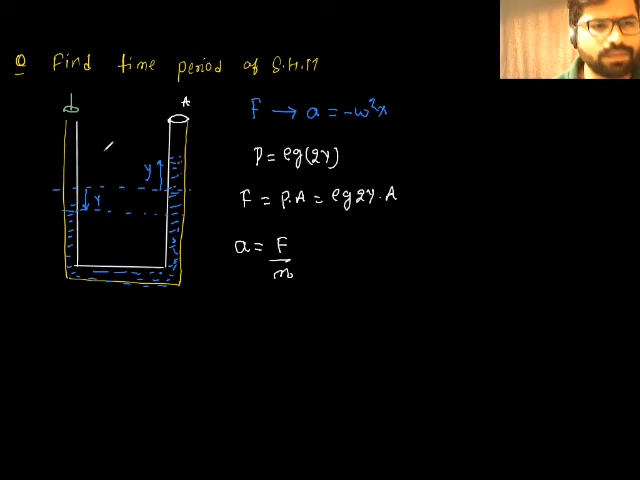 Q Find time period of S.H.M
A
F → a = -ω²x
y
P = ρg(2y)
y
F = P.A = ρg2y.A
a = F/m